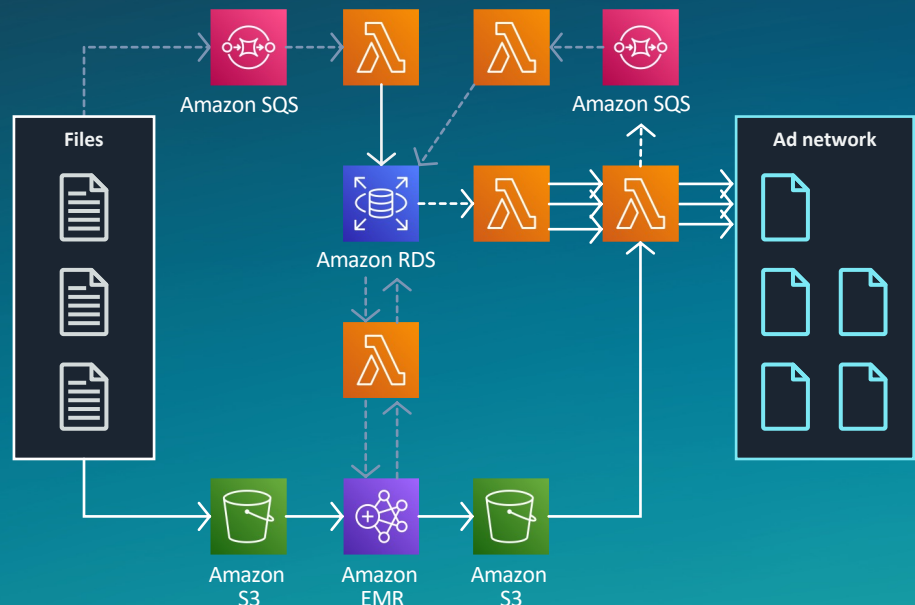 Amazon SQS
Amazon SQS
Files
Ad network
Amazon RDS
Amazon
S3
Amazon
EMR
Amazon
S3